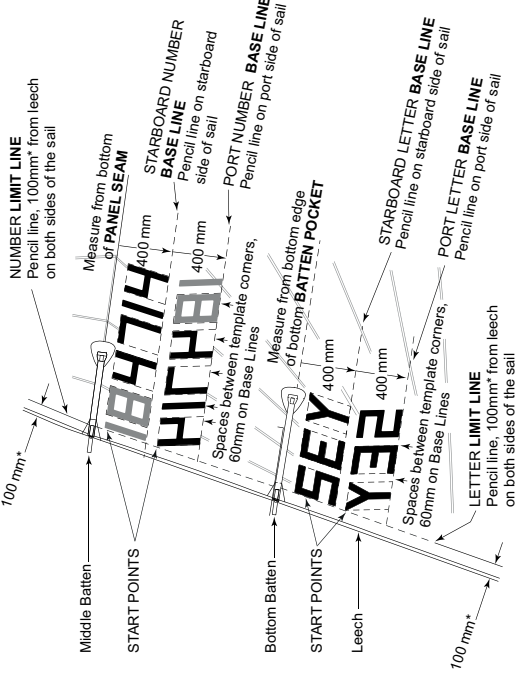 NUMBER LIMIT LINE
Pencil line, 100mm* from leech
on both sides of the sail
100 mm*
Measure from bottom
of PANEL SEAM
STARBOARD NUMBER
BASE LINE
Pencil line on starboard
side of sail
PORT NUMBER BASE LINE
Pencil line on port side of sail
Middle Batten
184714
400 mm
400 mm
START POINTS
Spaces between template corners,
60mm on Base Lines
Measure from bottom edge
of bottom BATTEN POCKET
STARBOARD LETTER BASE LINE
Pencil line on starboard side of sail
PORT LETTER BASE LINE
Pencil line on port side of sail
Bottom Batten
SEY
400 mm
400 mm
START POINTS
Y32
Leech
Spaces between template corners,
60mm on Base Lines
LETTER LIMIT LINE
Pencil line, 100mm* from leech
on both sides of the sail
100 mm*